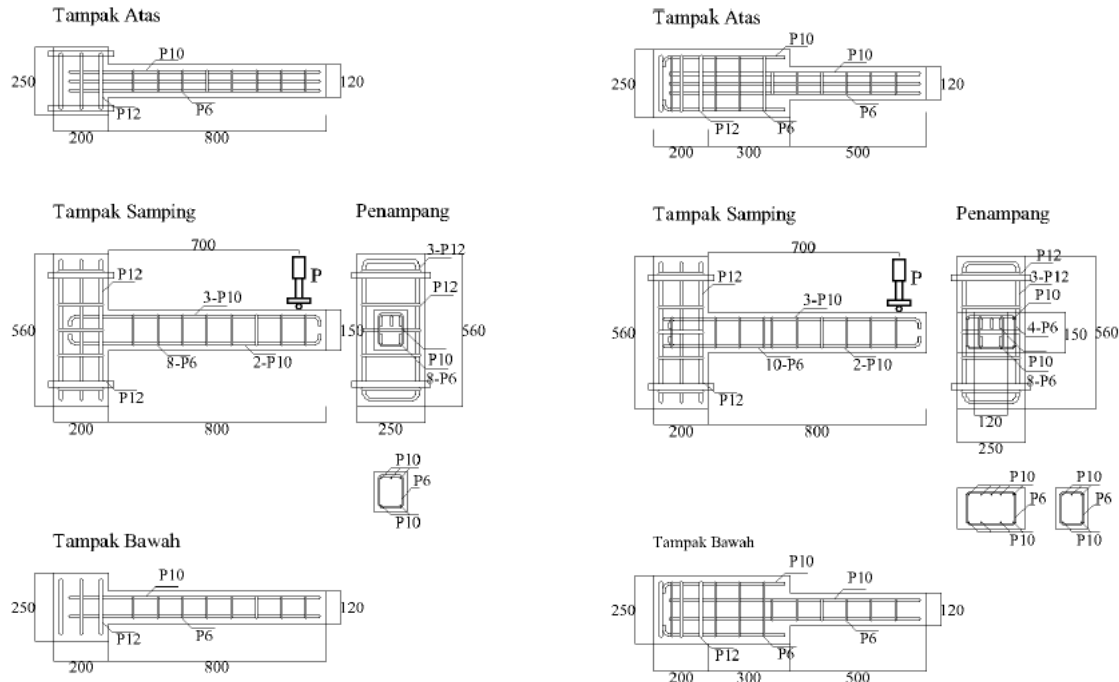 Tampak Atas
P10
250
120
P12
P6
200
800
Tampak Samping
Penampang
700
P
3-P12
P12
P12
3-P10
560
150
560
P10
8-P6
8-P6
2-P10
P12
200
800
250
P10
P6
P10
Tampak Bawah
P10
250
120
P12
P6
200
800
Tampak Atas
P10
P10
250
120
P12
P6
P6
200
300
500
Tampak Samping
Penampang
700
P
P12
P12
3-P12
3-P10
P10
560
4-P6
150
560
P10
10-P6
2-P10
8-P6
P12
200
800
120
250
P10
P10
P6
P6
P10
P10
Tampak Bawah
P10
P10
250
120
P12
P6
P6
200
300
500